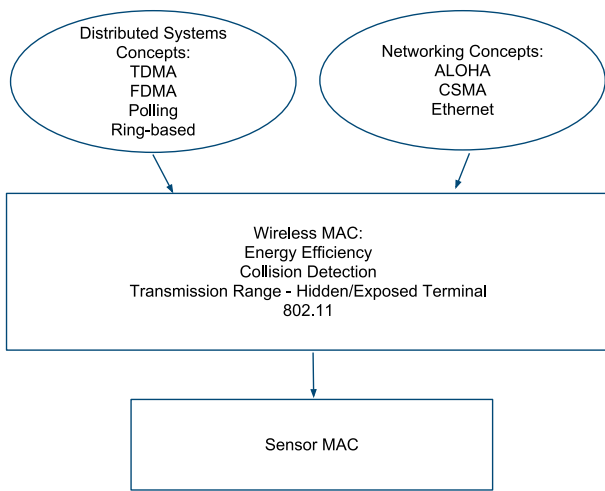 Distributed Systems
Concepts:
TDMA
FDMA
Polling
Ring-based
Networking Concepts:
ALOHA
CSMA
Ethernet
Wireless MAC:
Energy Efficiency
Collision Detection
Transmission Range - Hidden/Exposed Terminal
802.11
Sensor MAC